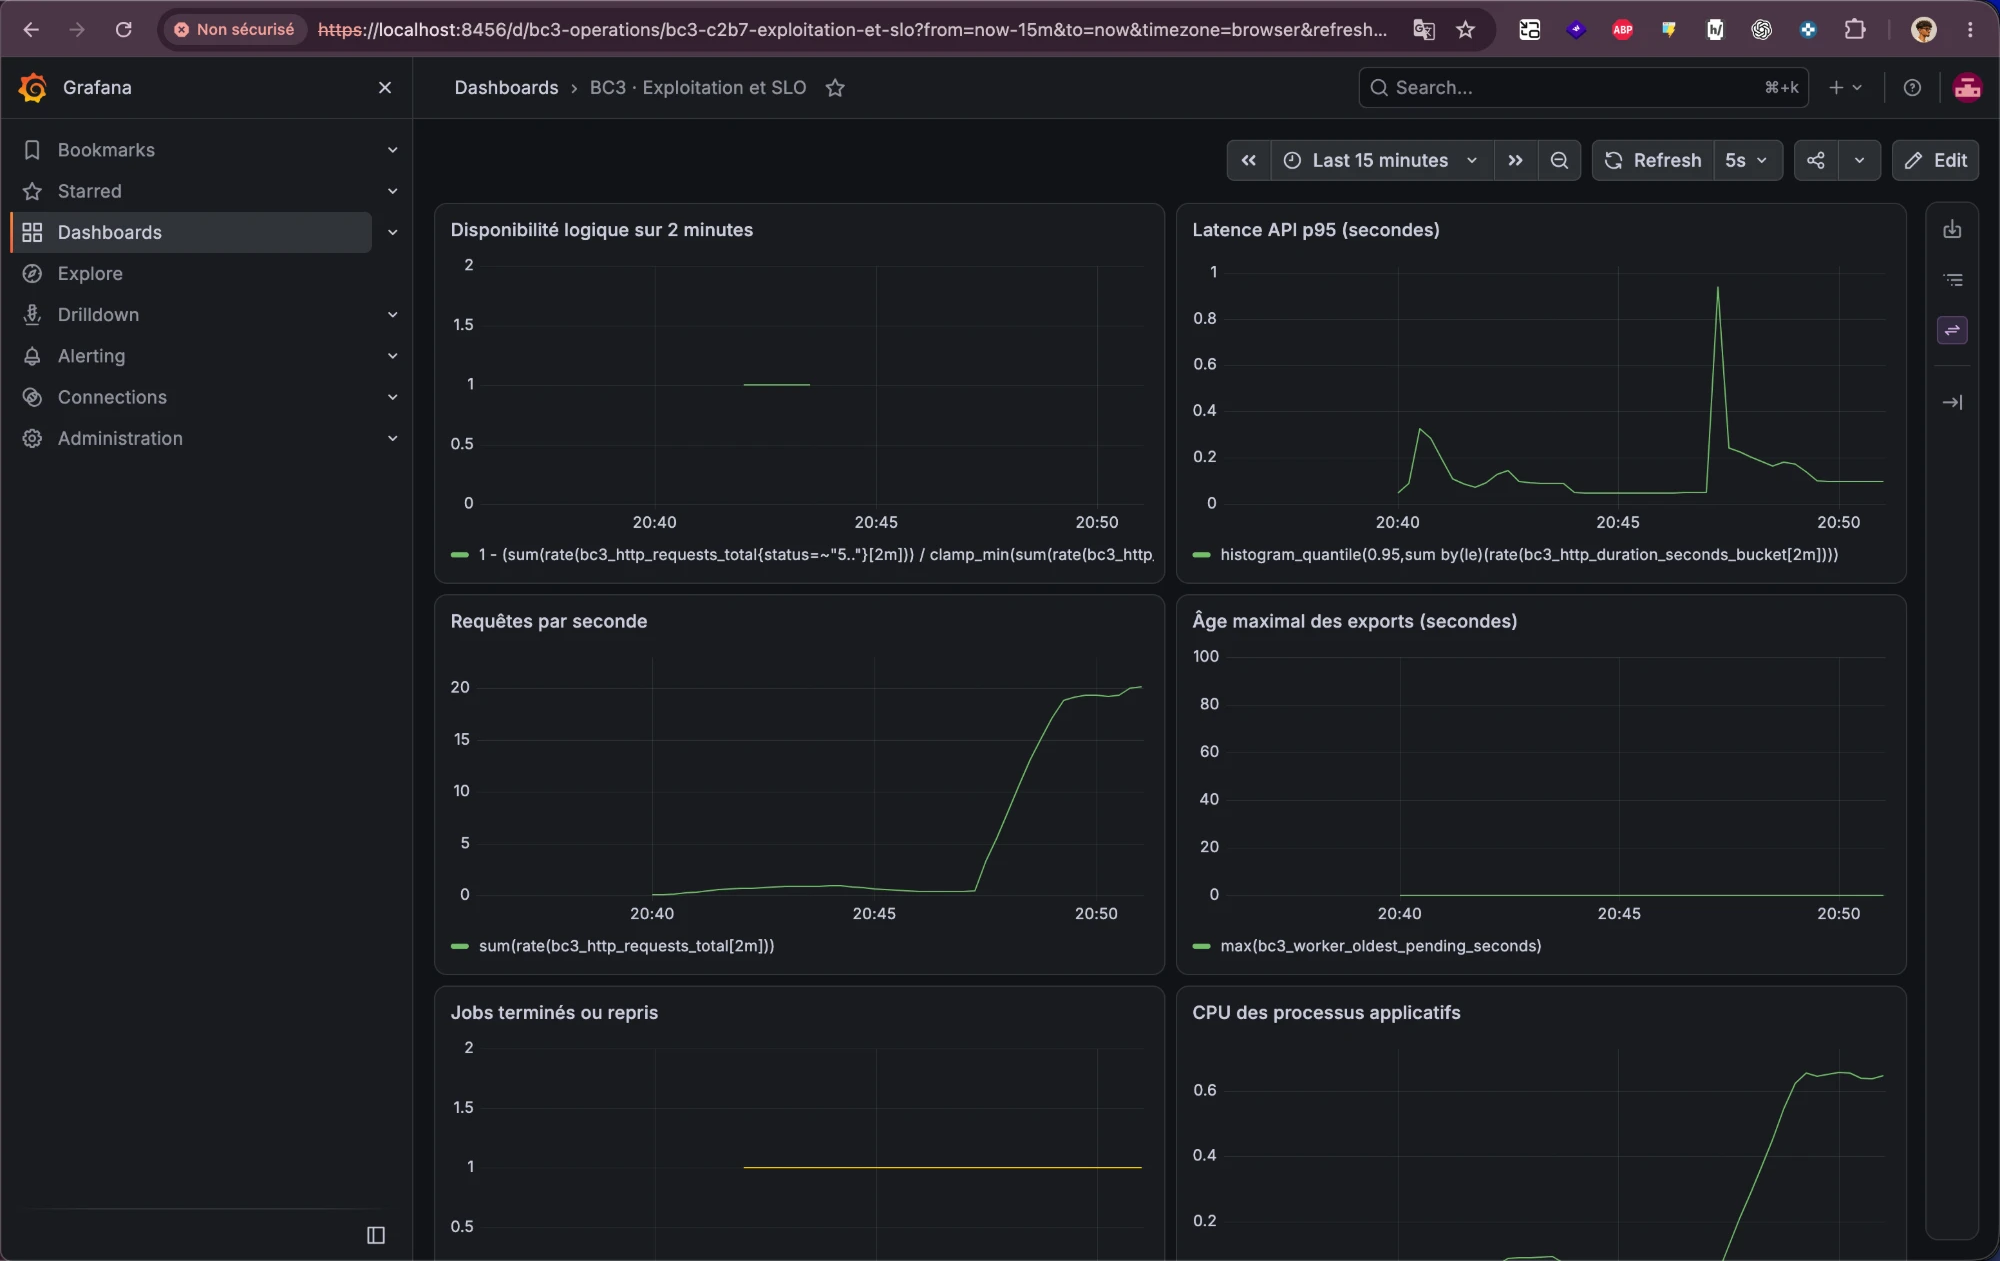 Non sécurisé
https://localhost:8456/d/bc3-operations/bc3-c2b7-exploitation-et-slo?from=now-15m&to=now&timezone=browser&refresh...
ABP
Grafana
Dashboards › BC3 · Exploitation et SLO
Search...
⌘+k
Bookmarks
Starred
Dashboards
Explore
Drilldown
Alerting
Connections
Administration
Last 15 minutes
Refresh
5s
Edit
Disponibilité logique sur 2 minutes
2
1.5
1
0.5
0
20:40
20:45
20:50
1 - (sum(rate(bc3_http_requests_total{status=~"5.."}[2m])) / clamp_min(sum(rate(bc3_http_
Latence API p95 (secondes)
1
0.8
0.6
0.4
0.2
0
20:40
20:45
20:50
histogram_quantile(0.95,sum by(le)(rate(bc3_http_duration_seconds_bucket[2m])))
Requêtes par seconde
20
15
10
5
0
20:40
20:45
20:50
sum(rate(bc3_http_requests_total[2m]))
Âge maximal des exports (secondes)
100
80
60
40
20
0
20:40
20:45
20:50
max(bc3_worker_oldest_pending_seconds)
Jobs terminés ou repris
2
1.5
1
0.5
CPU des processus applicatifs
0.6
0.4
0.2